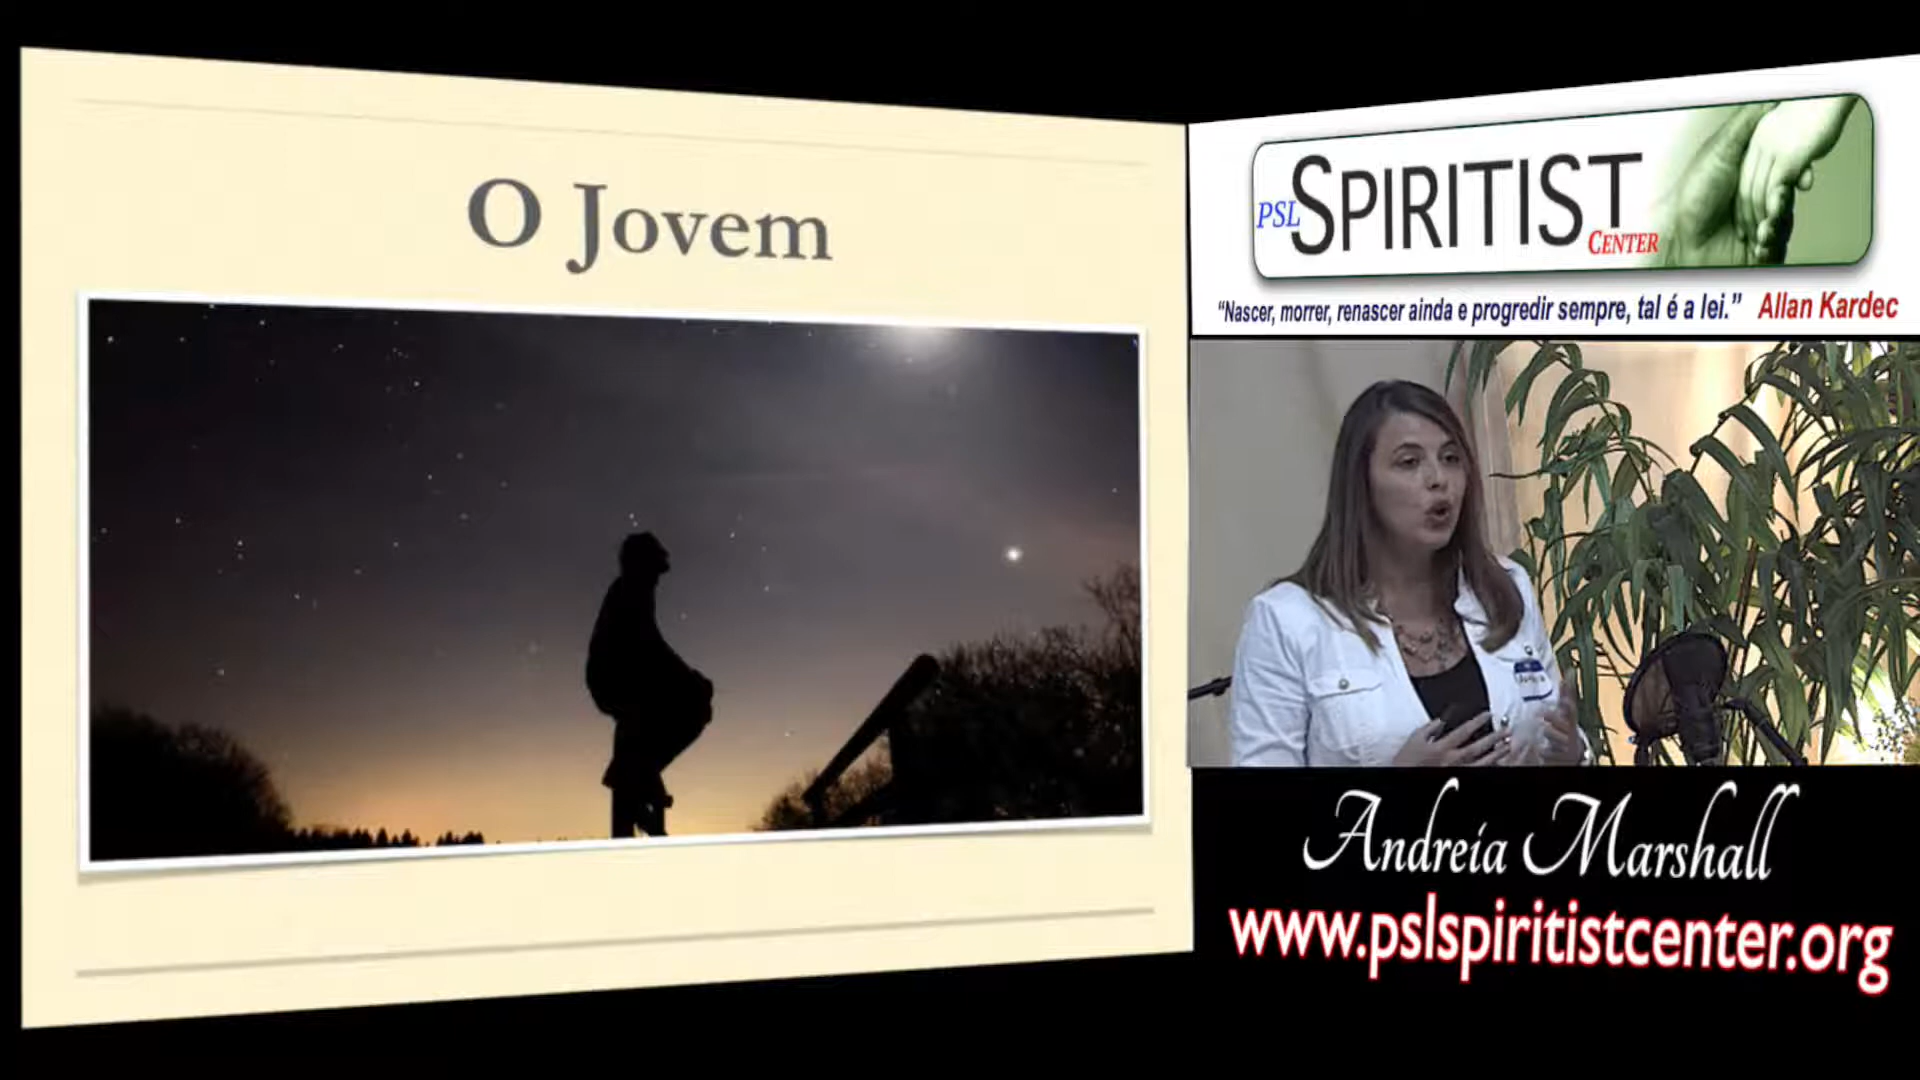 O Jovem
PSL SPIRITIST
CENTER
“Nascer, morrer, renascer ainda e progredir sempre, tal é a lei.” Allan Kardec
Andreia Marshall
www.pslspiritistcenter.org